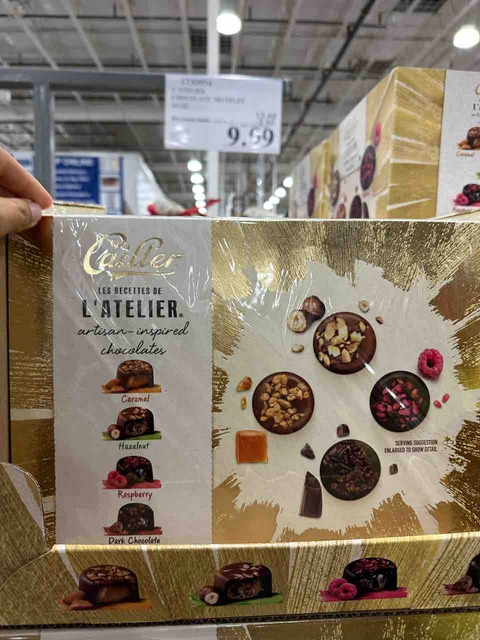 9.99
Cailler
LES RECETTES DE
L'ATELIER®
artisan-inspired
chocolates
Caramel
Hazelnut
Raspberry
Dark Chocolate
SERVING SUGGESTION
ENLARGED TO SHOW DETAIL
Caramel